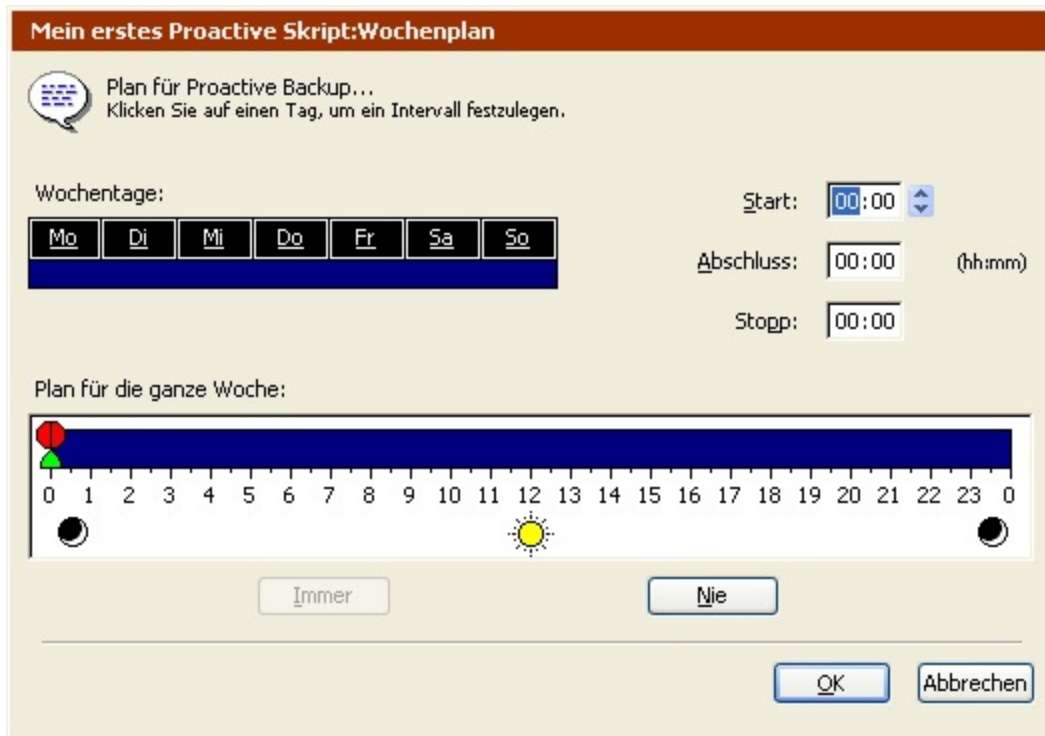 Mein erstes Proactive Skript:Wochenplan
Plan für Proactive Backup...
Klicken Sie auf einen Tag, um ein Intervall festzulegen.
Wochentage:
Start: 00:00
Mo Di Mi Do Fr Sa So
Abschluss: 00:00 (hh:mm)
Stopp: 00:00
Plan für die ganze Woche:
0 1 2 3 4 5 6 7 8 9 10 11 12 13 14 15 16 17 18 19 20 21 22 23 0
Immer Nie
OK Abbrechen